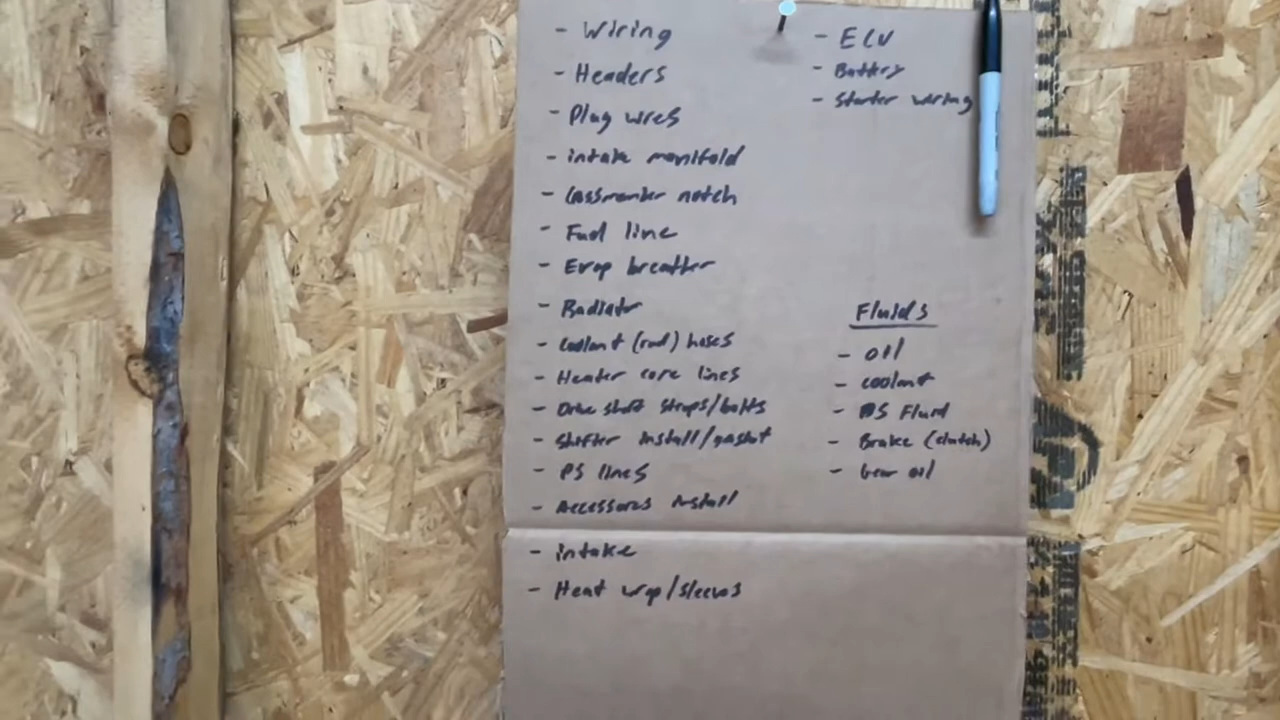 - Wiring
- Headers
- Plug wires
- intake manifold
- Crossmember notch
- Fuel line
- Evap breather
- Radiator
- Coolant (rad) hoses
- Heater core lines
- Drive shaft straps/bolts
- Shifter install/gasket
- PS lines
- Accessories install
- intake
- Heat wrap/sleeves
- ECU
- Battery
- Starter wiring
Fluids
- oil
- coolant
- PS Fluid
- Brake (clutch)
- Gear oil